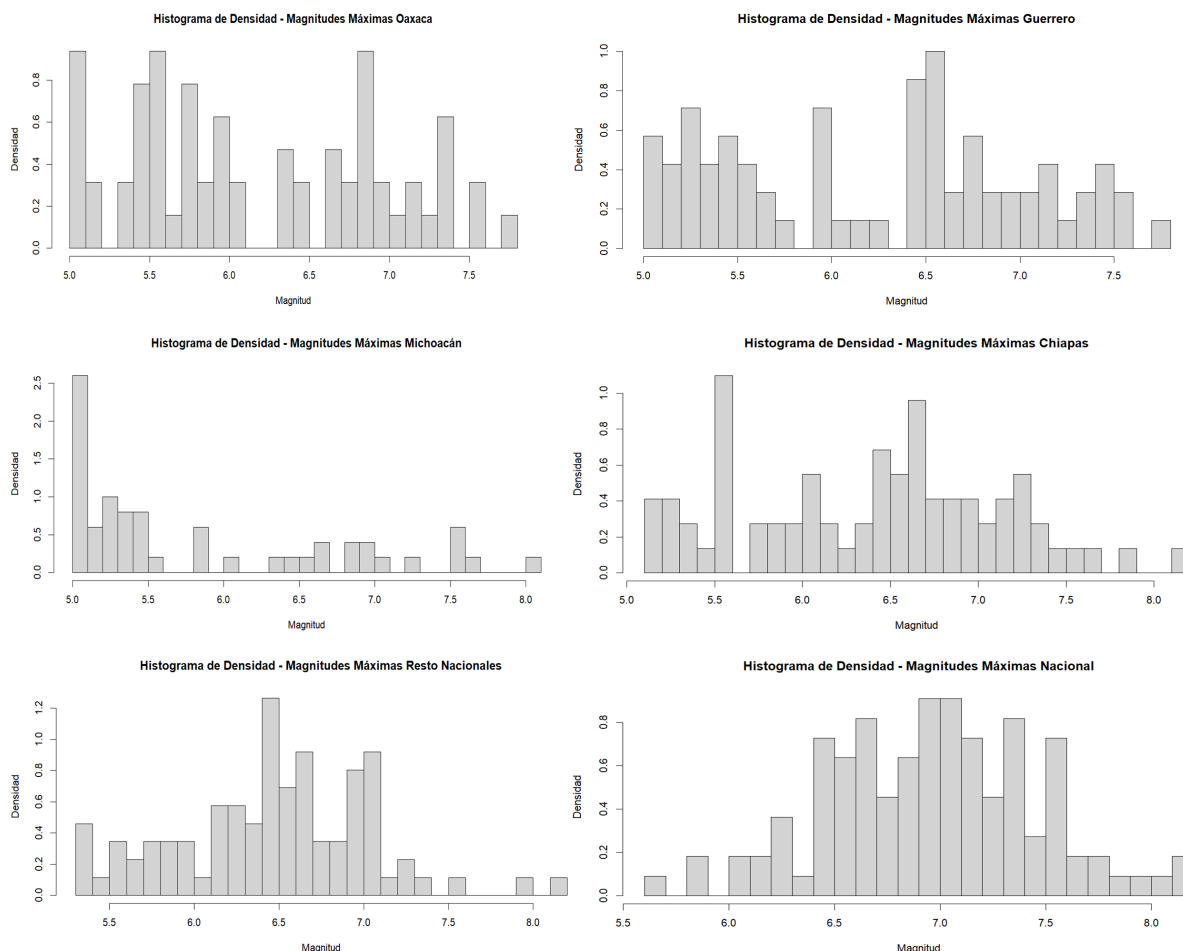 Histograma de Densidad - Magnitudes Máximas Oaxaca
Densidad
0.0 0.2 0.4 0.6 0.8
5.0 5.5 6.0 6.5 7.0 7.5
Magnitud
Histograma de Densidad - Magnitudes Máximas Guerrero
Densidad
0.0 0.2 0.4 0.6 0.8 1.0
5.0 5.5 6.0 6.5 7.0 7.5
Magnitud
Histograma de Densidad - Magnitudes Máximas Michoacán
Densidad
0.0 0.5 1.0 1.5 2.0 2.5
5.0 5.5 6.0 6.5 7.0 7.5 8.0
Magnitud
Histograma de Densidad - Magnitudes Máximas Chiapas
Densidad
0.0 0.2 0.4 0.6 0.8 1.0
5.0 5.5 6.0 6.5 7.0 7.5 8.0
Magnitud
Histograma de Densidad - Magnitudes Máximas Resto Nacionales
Densidad
0.0 0.2 0.4 0.6 0.8 1.0 1.2
5.5 6.0 6.5 7.0 7.5 8.0
Magnitud
Histograma de Densidad - Magnitudes Máximas Nacional
Densidad
0.0 0.2 0.4 0.6 0.8
5.5 6.0 6.5 7.0 7.5 8.0
Magnitud